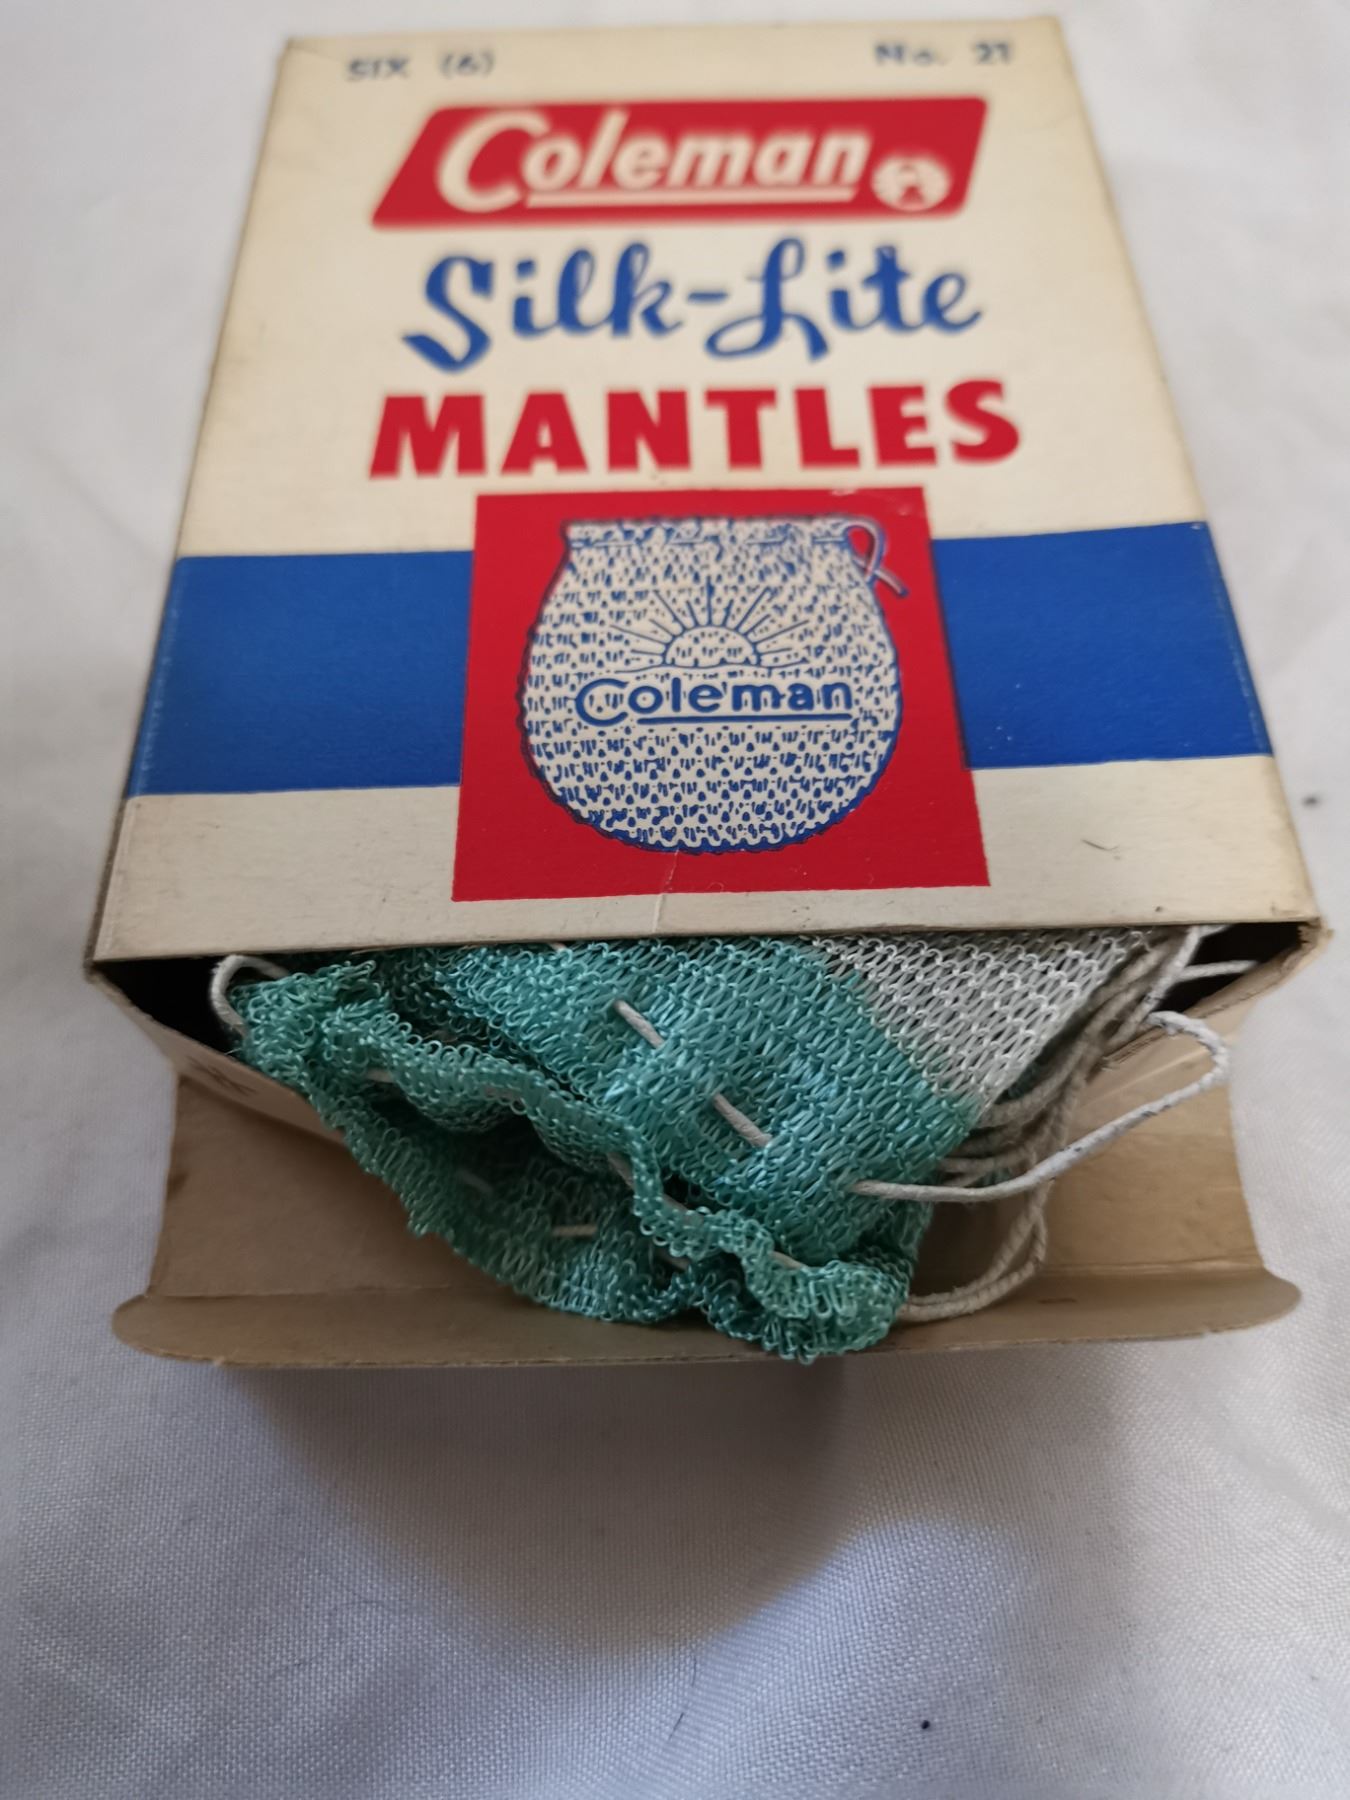 SIX (6) No. 21
Coleman
Silk-Lite
MANTLES
Coleman